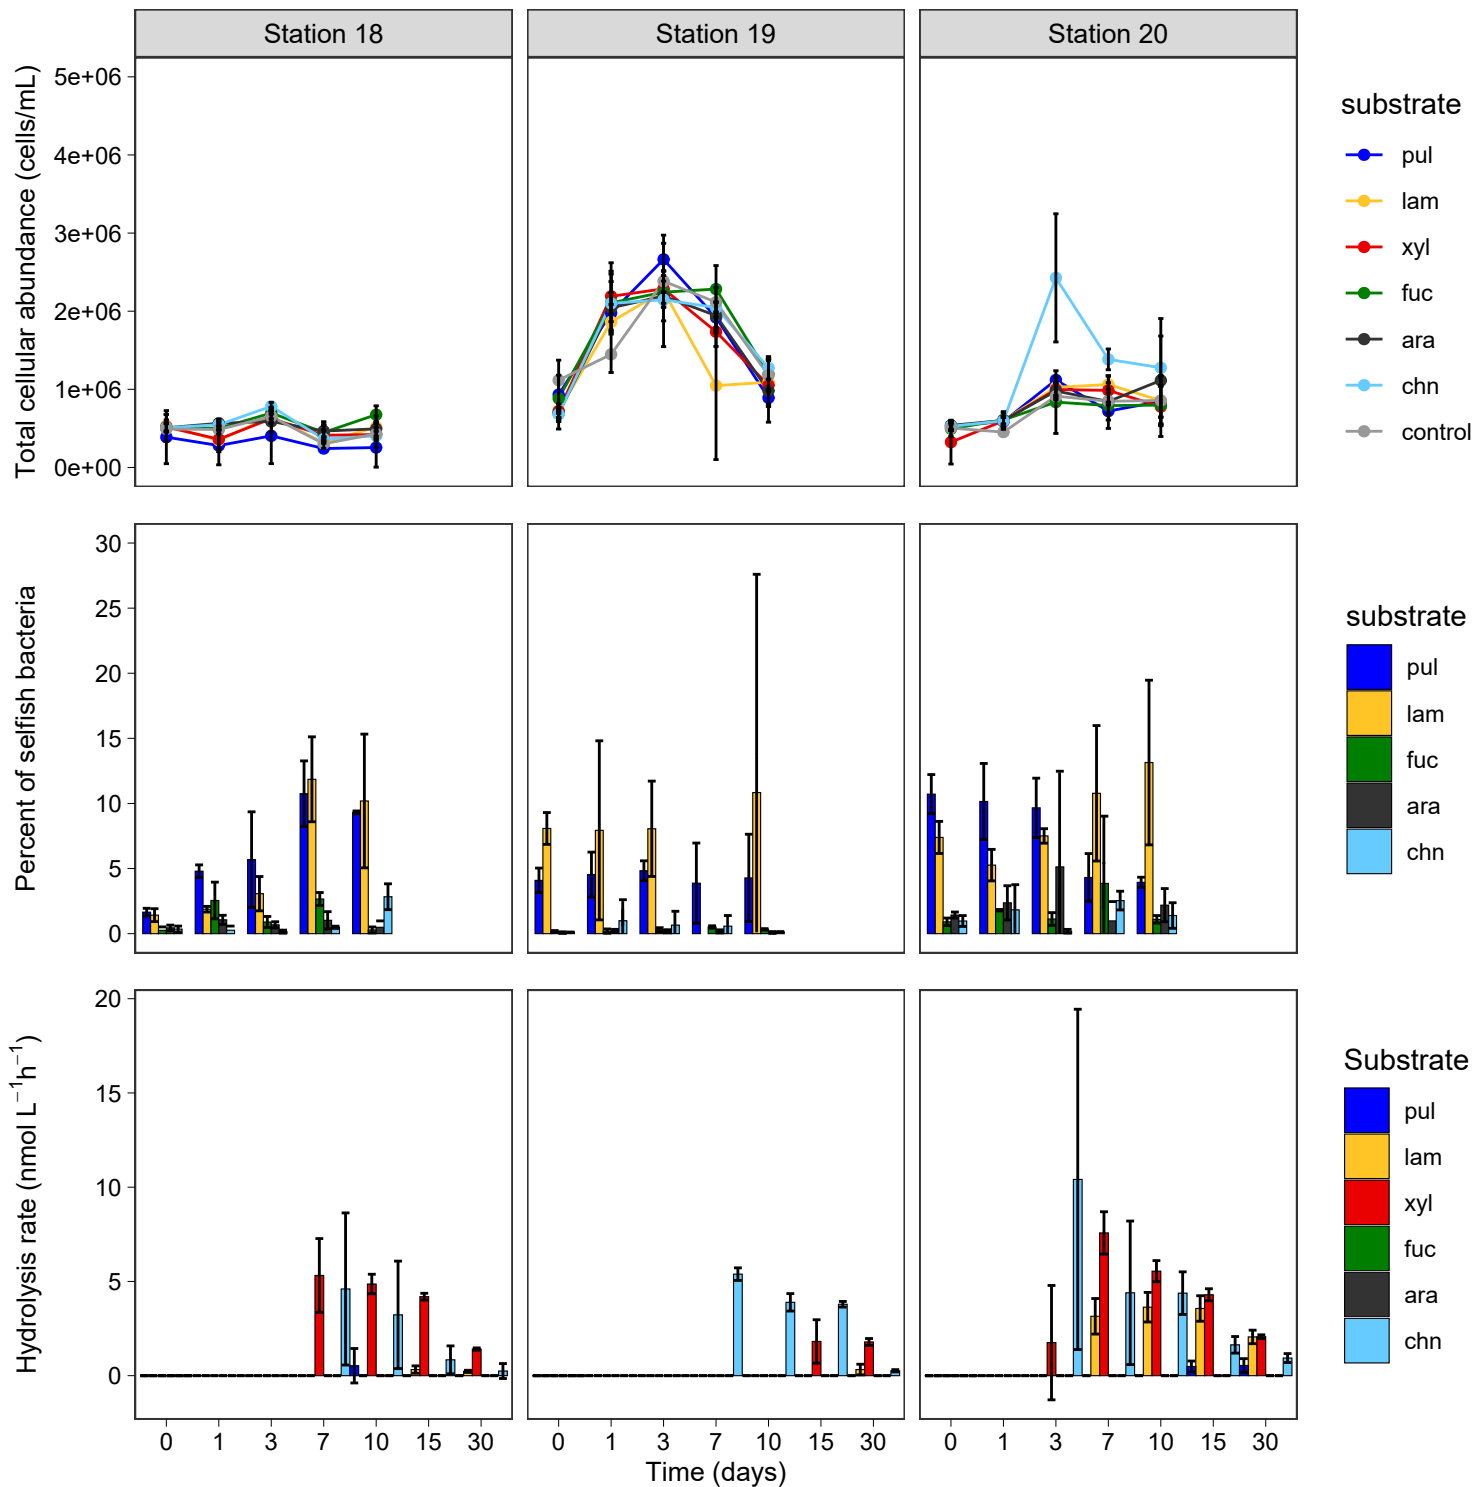 Station 18
Station 19
Station 20
Total cellular abundance (cells/mL)
5e+06
4e+06
3e+06
2e+06
1e+06
0e+00
substrate
pul
lam
xyl
fuc
ara
chn
control
Percent of selfish bacteria
30
25
20
15
10
5
0
substrate
pul
lam
fuc
ara
chn
Hydrolysis rate (nmol L⁻¹h⁻¹)
20
15
10
5
0
Substrate
pul
lam
xyl
fuc
ara
chn
0 1 3 7 10 15 30
0 1 3 7 10 15 30
0 1 3 7 10 15 30
Time (days)